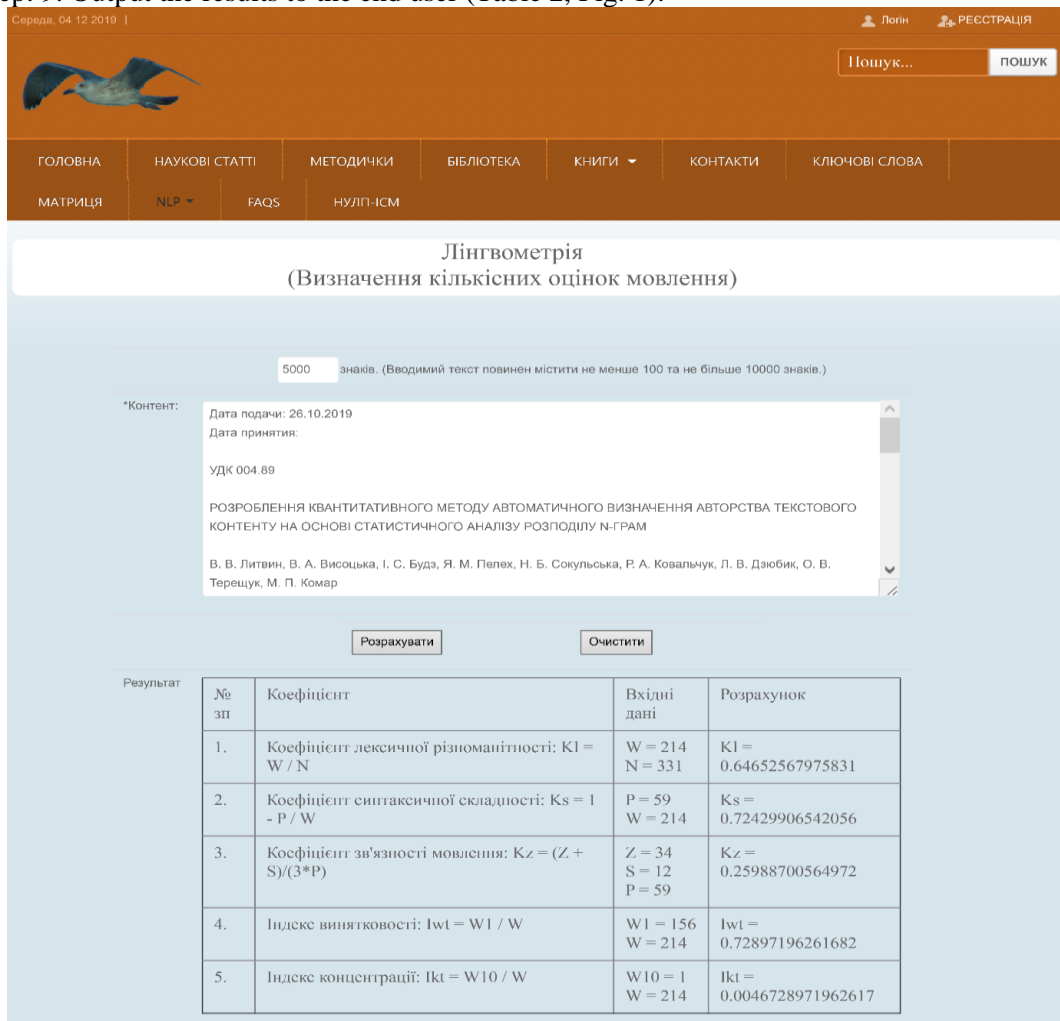 ер. 9. Output the results to the end user (Table 2, Fig. 1).
Середа, 04 12 2019 |
Логін
РЕЄСТРАЦІЯ
Пошук...
ПОШУК
ГОЛОВНА
НАУКОВІ СТАТТІ
МЕТОДИЧКИ
БІБЛІОТЕКА
КНИГИ
КОНТАКТИ
КЛЮЧОВІ СЛОВА
МАТРИЦЯ
NLP
FAQS
НУЛП-ІСМ
Лінгвометрія
(Визначення кількісних оцінок мовлення)
5000 знаків. (Вводимий текст повинен містити не менше 100 та не більше 10000 знаків.)
*Контент:
Дата подачи: 26.10.2019
Дата принятия:
УДК 004.89
РОЗРОБЛЕННЯ КВАНТИТАТИВНОГО МЕТОДУ АВТОМАТИЧНОГО ВИЗНАЧЕННЯ АВТОРСТВА ТЕКСТОВОГО
КОНТЕНТУ НА ОСНОВІ СТАТИСТИЧНОГО АНАЛІЗУ РОЗПОДІЛУ N-ГРАМ
В. В. Литвин, В. А. Висоцька, І. С. Будз, Я. М. Пелех, Н. Б. Сокульська, Р. А. Ковальчук, Л. В. Дзюбик, О. В.
Терещук, М. П. Комар
Розрахувати
Очистити
Результат
№
зп
Коефіцієнт
Вхідні
дані
Розрахунок
1.
Коефіцієнт лексичної різноманітності: Kl =
W / N
W = 214
N = 331
Kl =
0.64652567975831
2.
Коефіцієнт синтаксичної складності: Ks = 1
- P / W
P = 59
W = 214
Ks =
0.72429906542056
3.
Коефіцієнт зв'язності мовлення: Kz = (Z +
S)/(3*P)
Z = 34
S = 12
P = 59
Kz =
0.25988700564972
4.
Індекс винятковості: Iwt = W1 / W
W1 = 156
W = 214
Iwt =
0.72897196261682
5.
Індекс концентрації: Ikt = W10 / W
W10 = 1
W = 214
Ikt =
0.0046728971962617